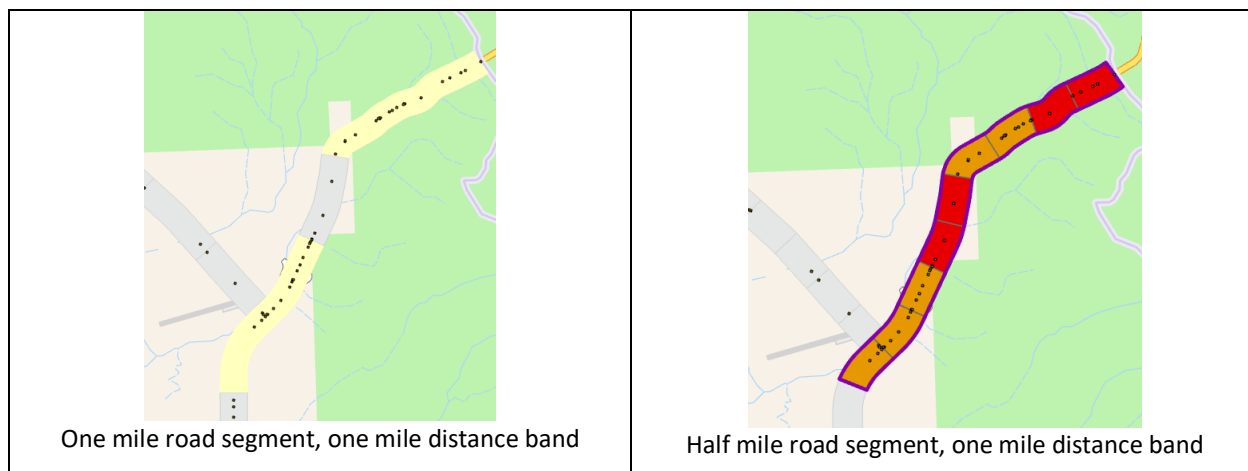 One mile road segment, one mile distance band
Half mile road segment, one mile distance band